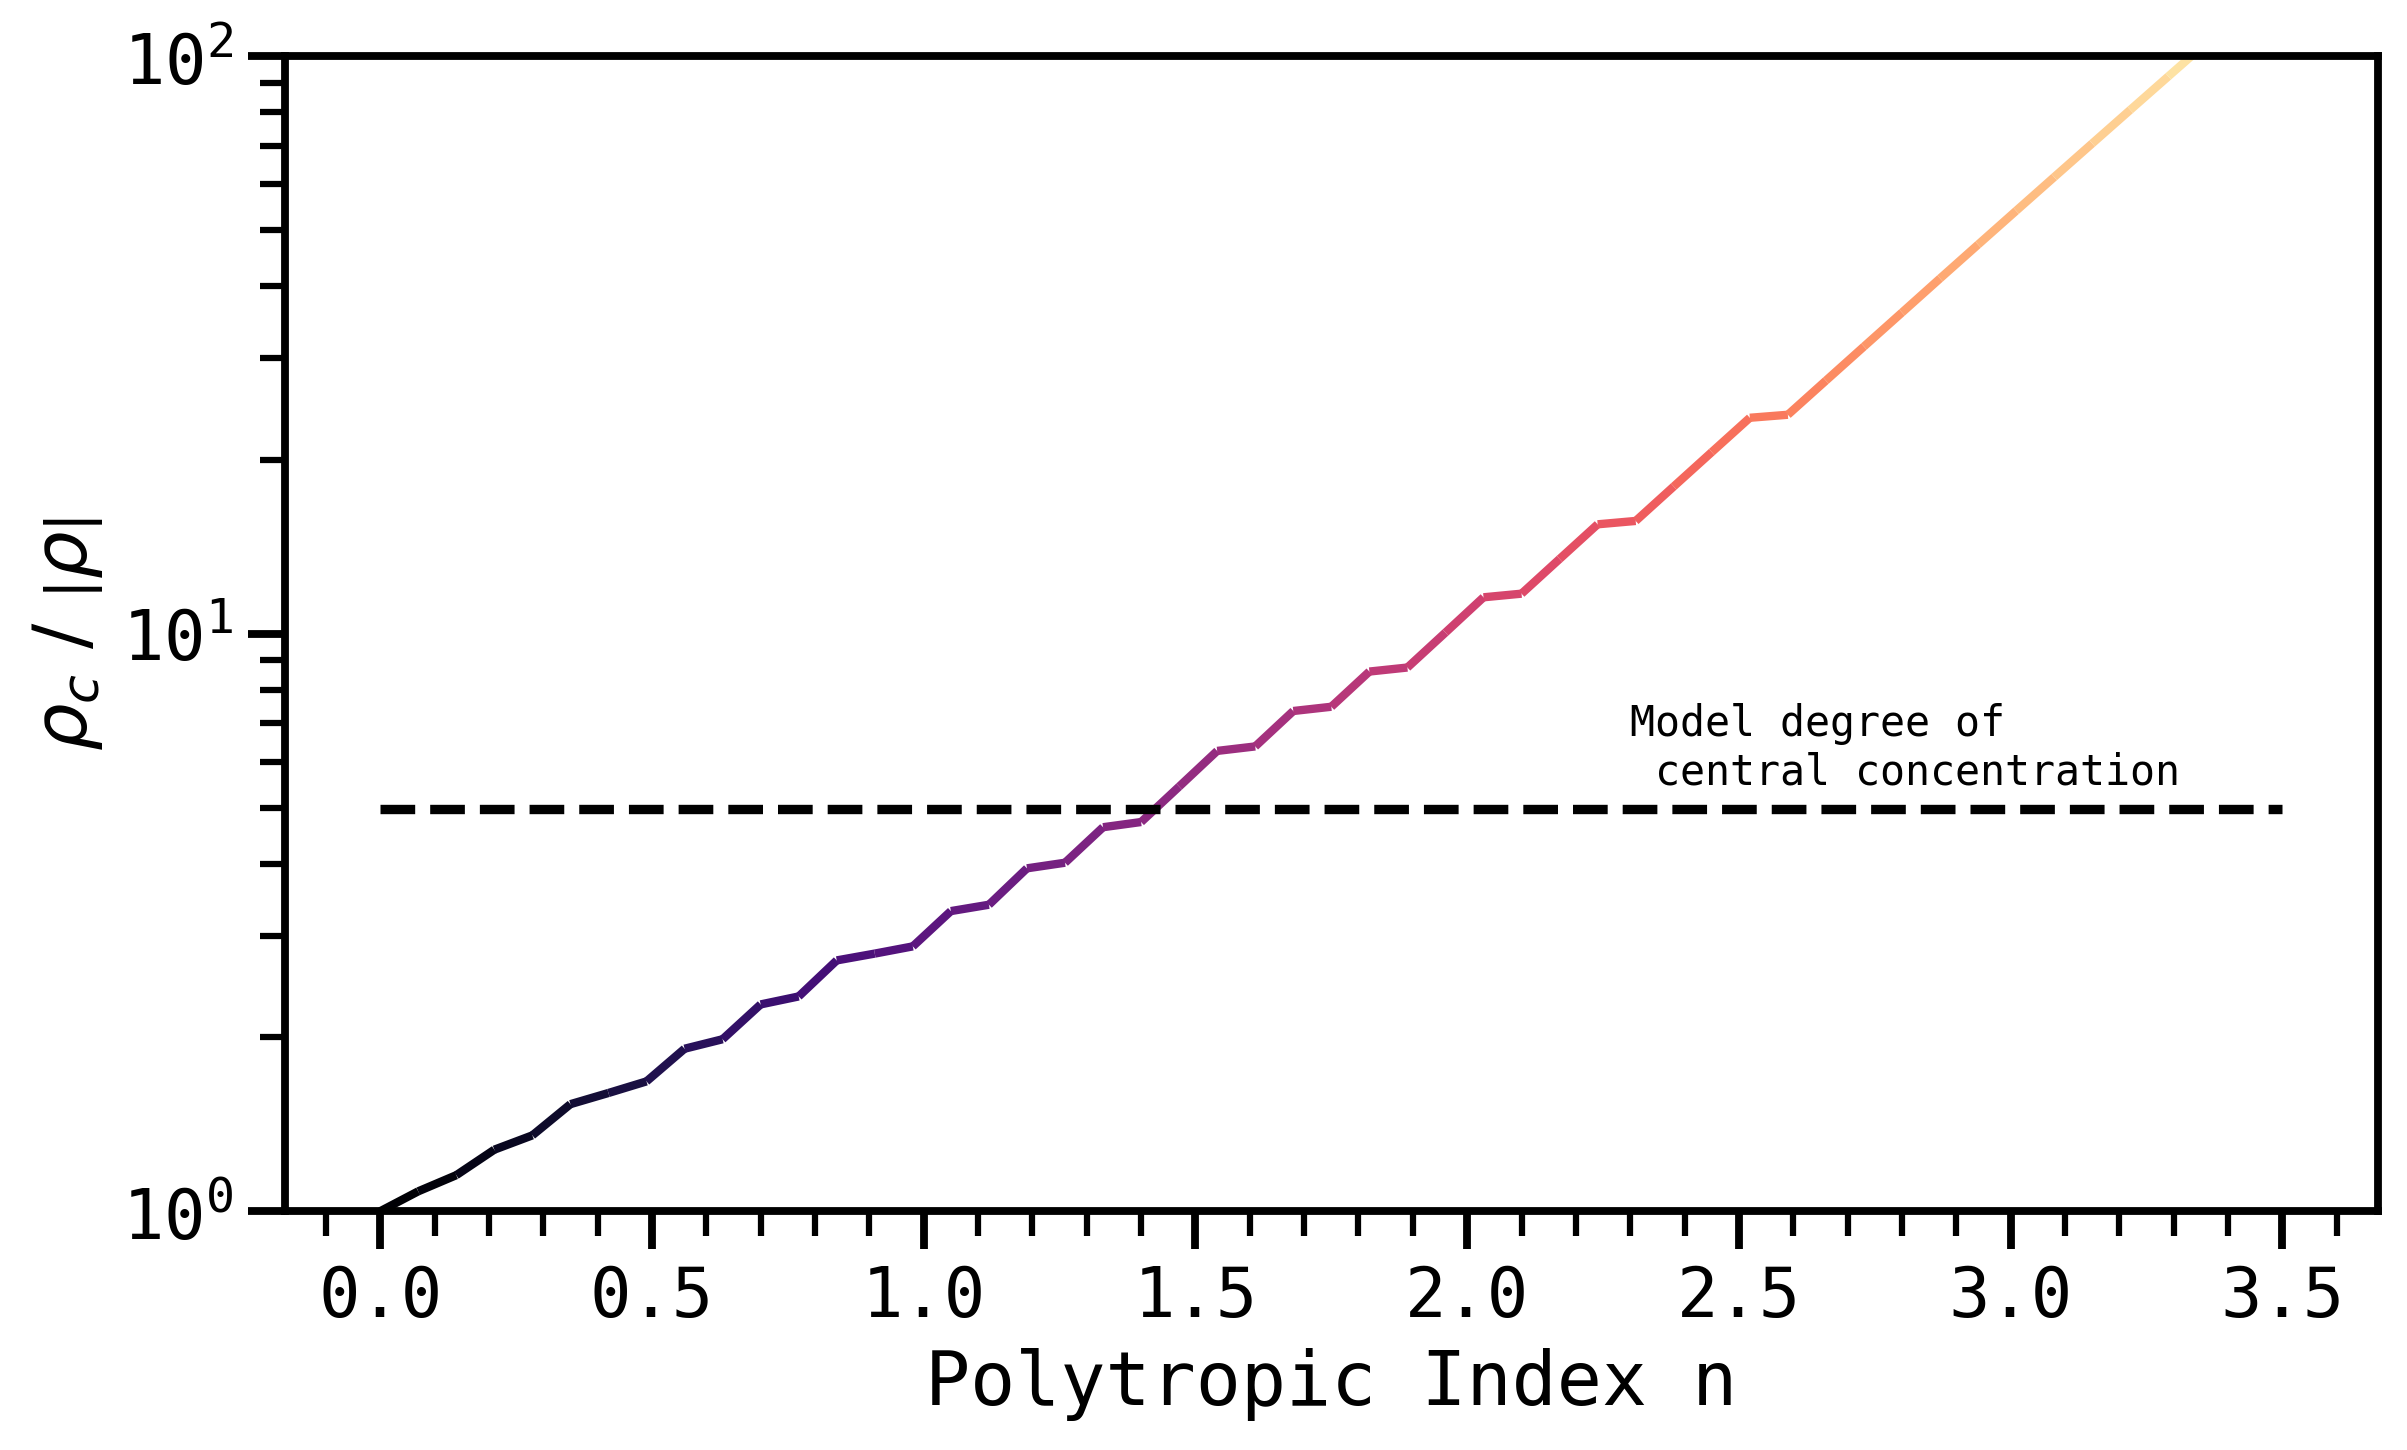 10²
10¹
10⁰
ρ_c / |ρ|
Model degree of
central concentration
0.0 0.5 1.0 1.5 2.0 2.5 3.0 3.5
Polytropic Index n